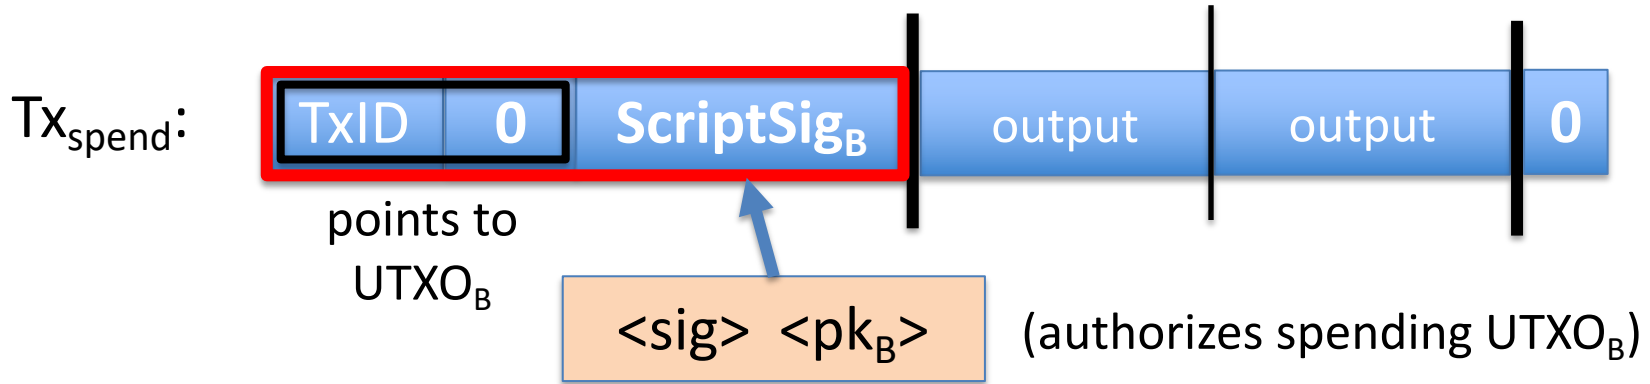 Tx_spend: TxID 0 ScriptSig_B output output 0
points to
UTXO_B
<sig> <pk_B> (authorizes spending UTXO_B)